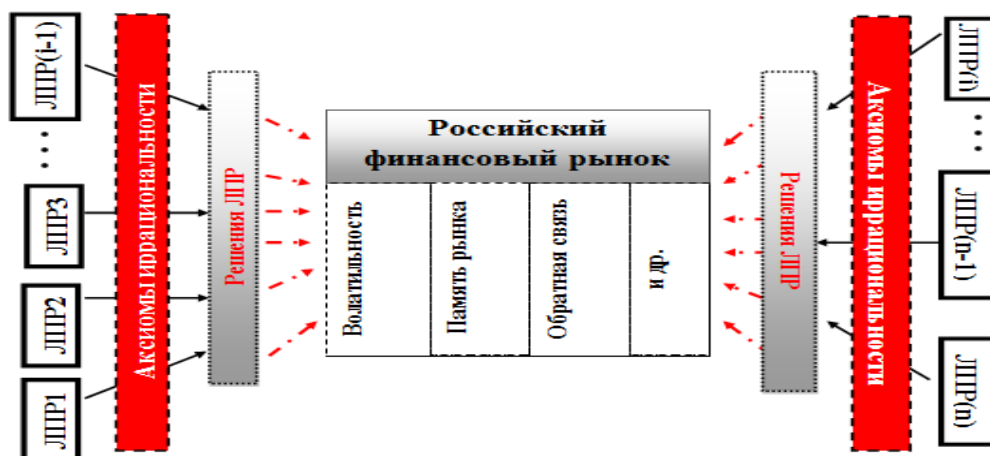 ЛПР(i-1)
...
ЛПР3
ЛПР2
ЛПР1
Аксиомы иррациональности
Решения ЛПР
Российский
финансовый рынок
Волатильность
Память рынка
Обратная связь
и др.
Решения ЛПР
Аксиомы иррациональности
ЛПР(i)
...
ЛПР(n-1)
ЛПР(n)